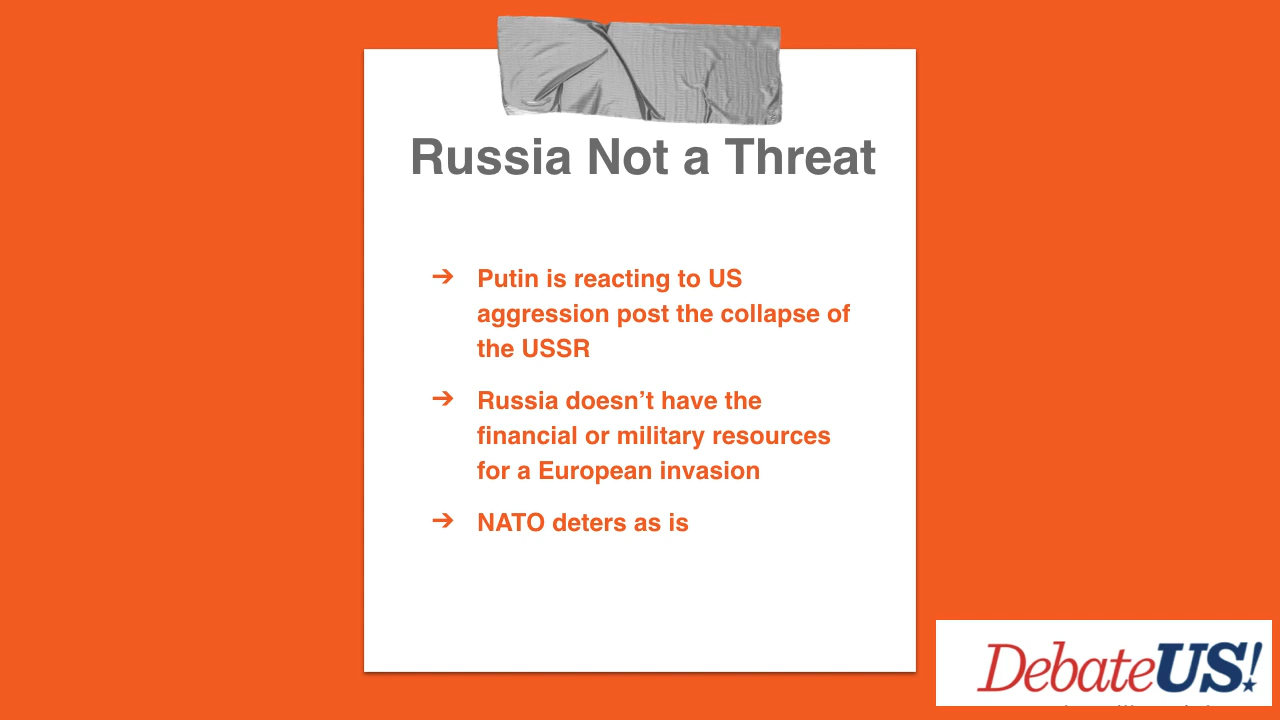 Russia Not a Threat
➔ Putin is reacting to US
aggression post the collapse of
the USSR
➔ Russia doesn’t have the
financial or military resources
for a European invasion
➔ NATO deters as is
DebateUS!